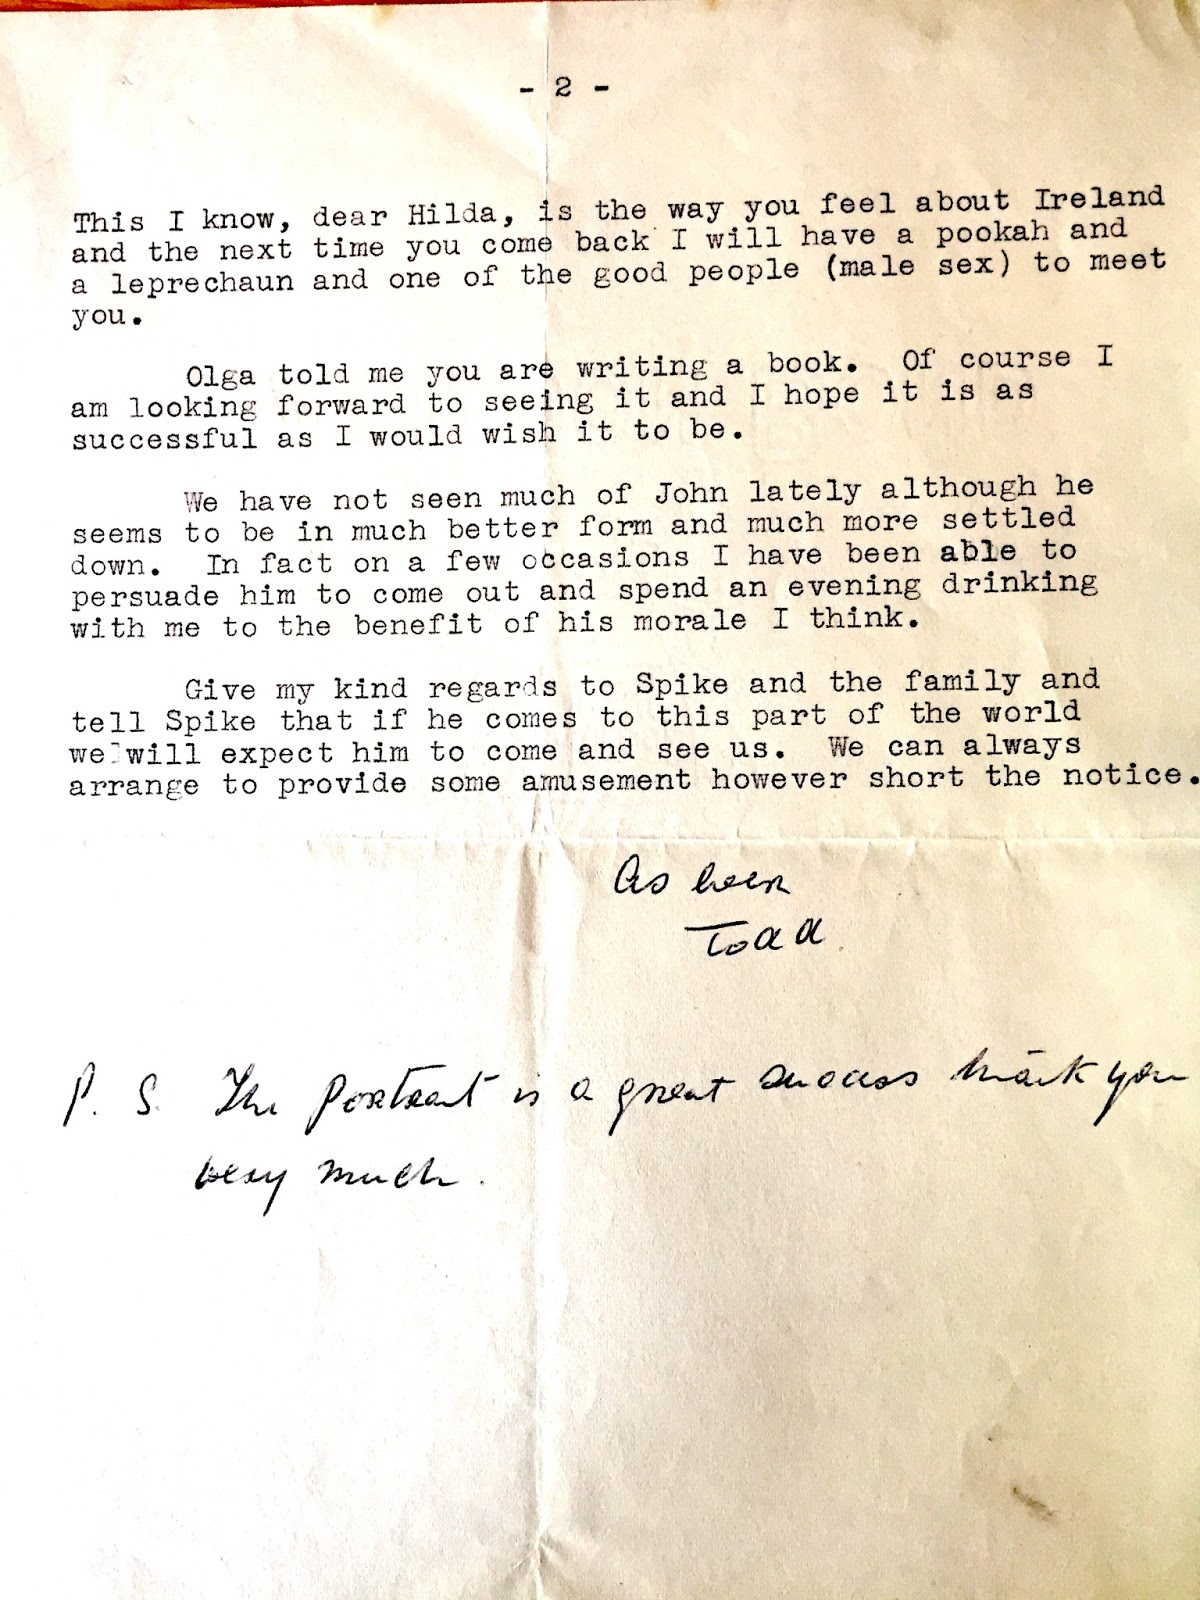 - 2 -
This I know, dear Hilda, is the way you feel about Ireland
and the next time you come back I will have a pookah and
a leprechaun and one of the good people (male sex) to meet
you.
Olga told me you are writing a book. Of course I
am looking forward to seeing it and I hope it is as
successful as I would wish it to be.
We have not seen much of John lately although he
seems to be in much better form and much more settled
down. In fact on a few occasions I have been able to
persuade him to come out and spend an evening drinking
with me to the benefit of his morale I think.
Give my kind regards to Spike and the family and
tell Spike that if he comes to this part of the world
we will expect him to come and see us. We can always
arrange to provide some amusement however short the notice.
As
P. S. The Portrait is a great success thank you
very much.